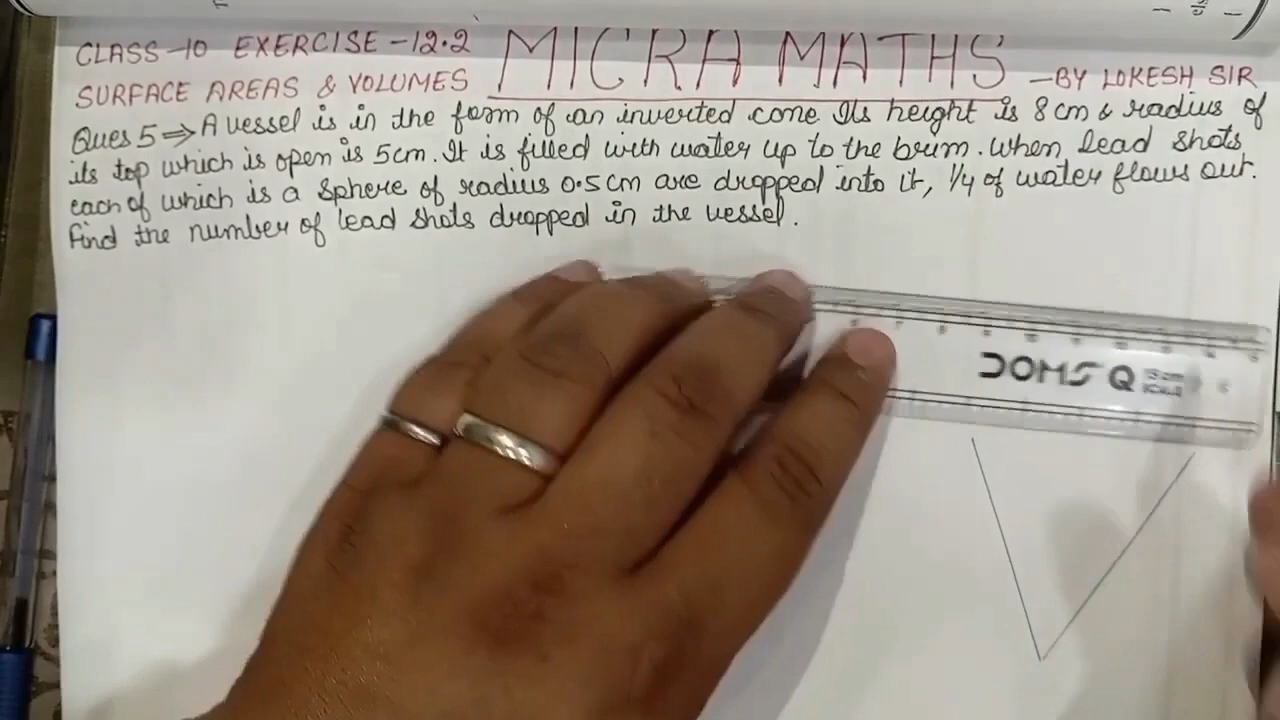 CLASS-10 EXERCISE-12.2
SURFACE AREAS & VOLUMES
MICRA MATHS
-BY LOKESH SIR
Ques 5⇒ A vessel is in the form of an inverted cone. Its height is 8 cm & radius of
its top which is open is 5cm. It is filled with water up to the brim. When lead shots
each of which is a sphere of radius 0.5 cm are dropped into it, 1/4 of water flows out.
Find the number of lead shots dropped in the vessel.
DOMS Q 15 cm
SCALE